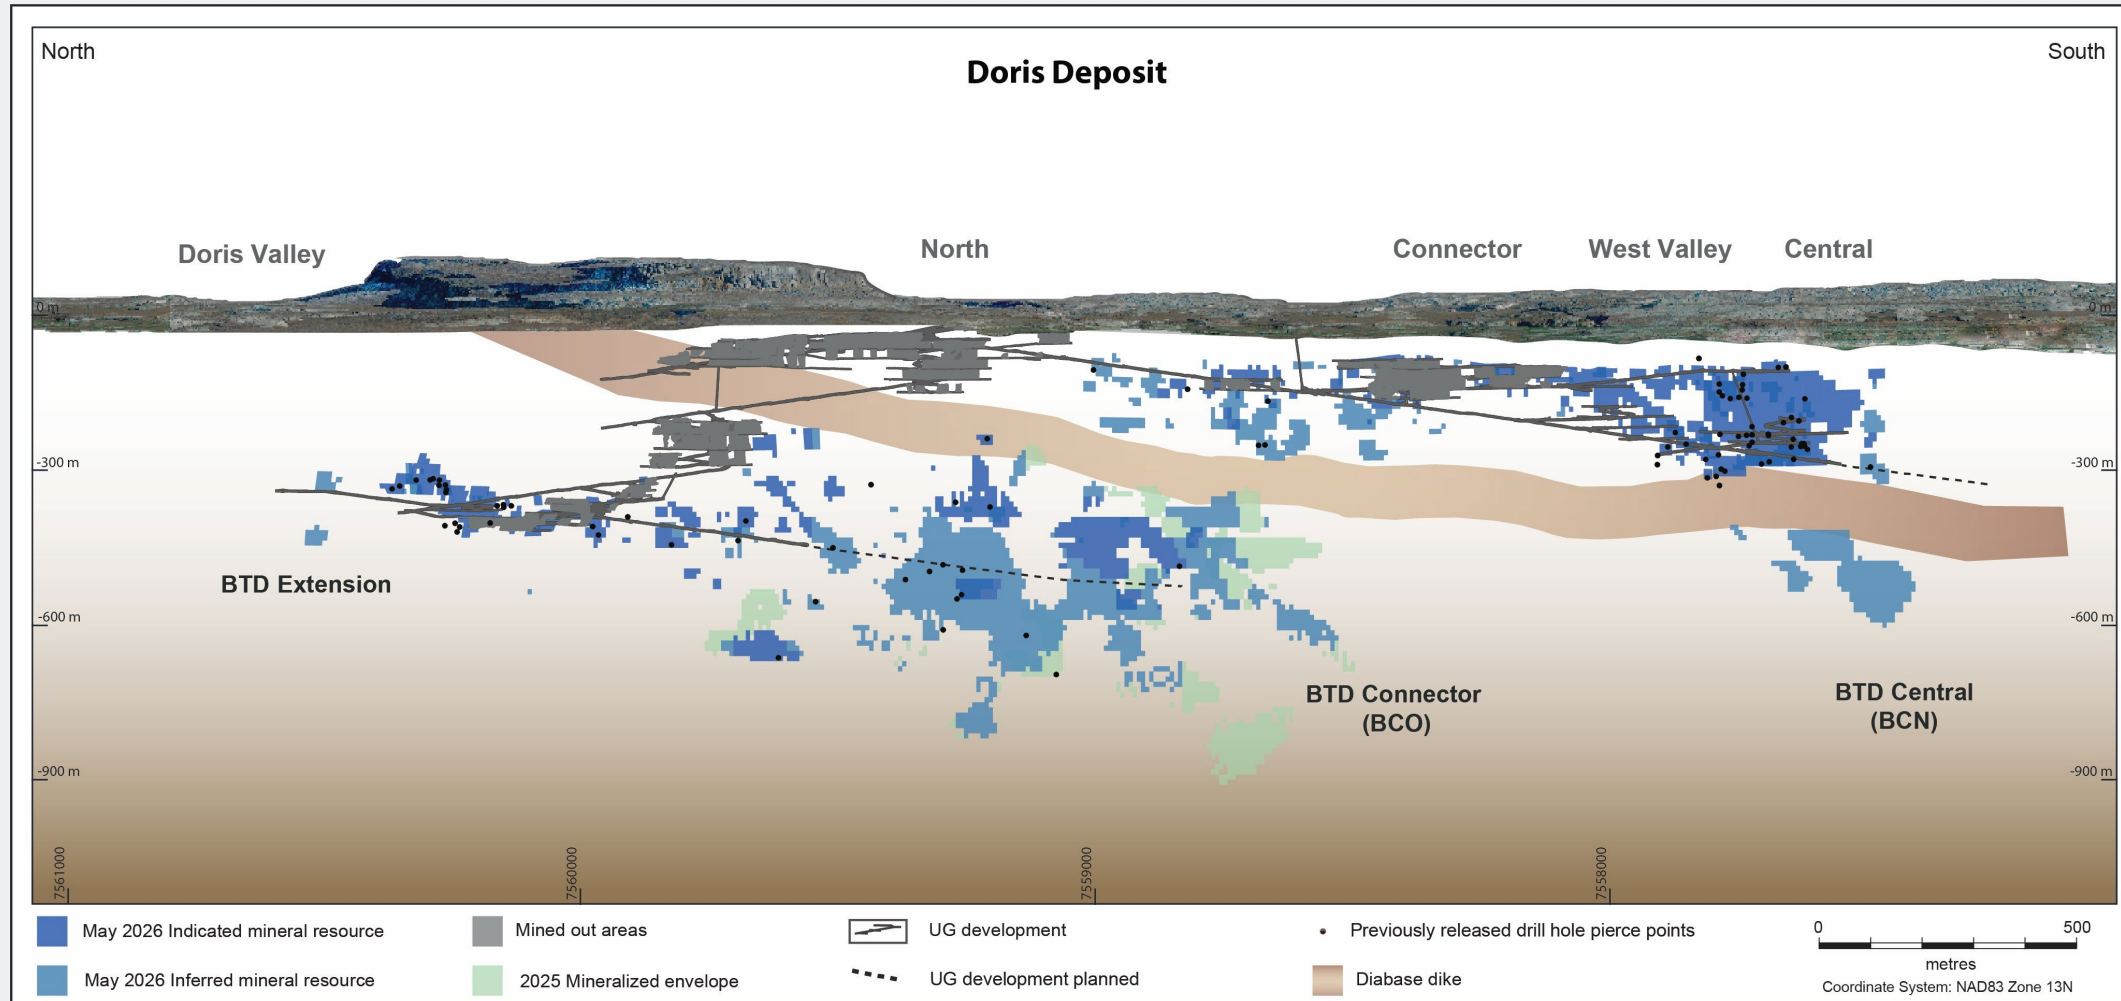 North
South
Doris Deposit
Doris Valley
North
Connector
West Valley
Central
0 m
0 m
-300 m
-300 m
BTD Extension
-600 m
-600 m
BTD Connector
(BCO)
BTD Central
(BCN)
-900 m
-900 m
7561000
7560000
7559000
7558000
May 2026 Indicated mineral resource
Mined out areas
UG development
Previously released drill hole pierce points
0
500
metres
May 2026 Inferred mineral resource
2025 Mineralized envelope
UG development planned
Diabase dike
Coordinate System: NAD83 Zone 13N